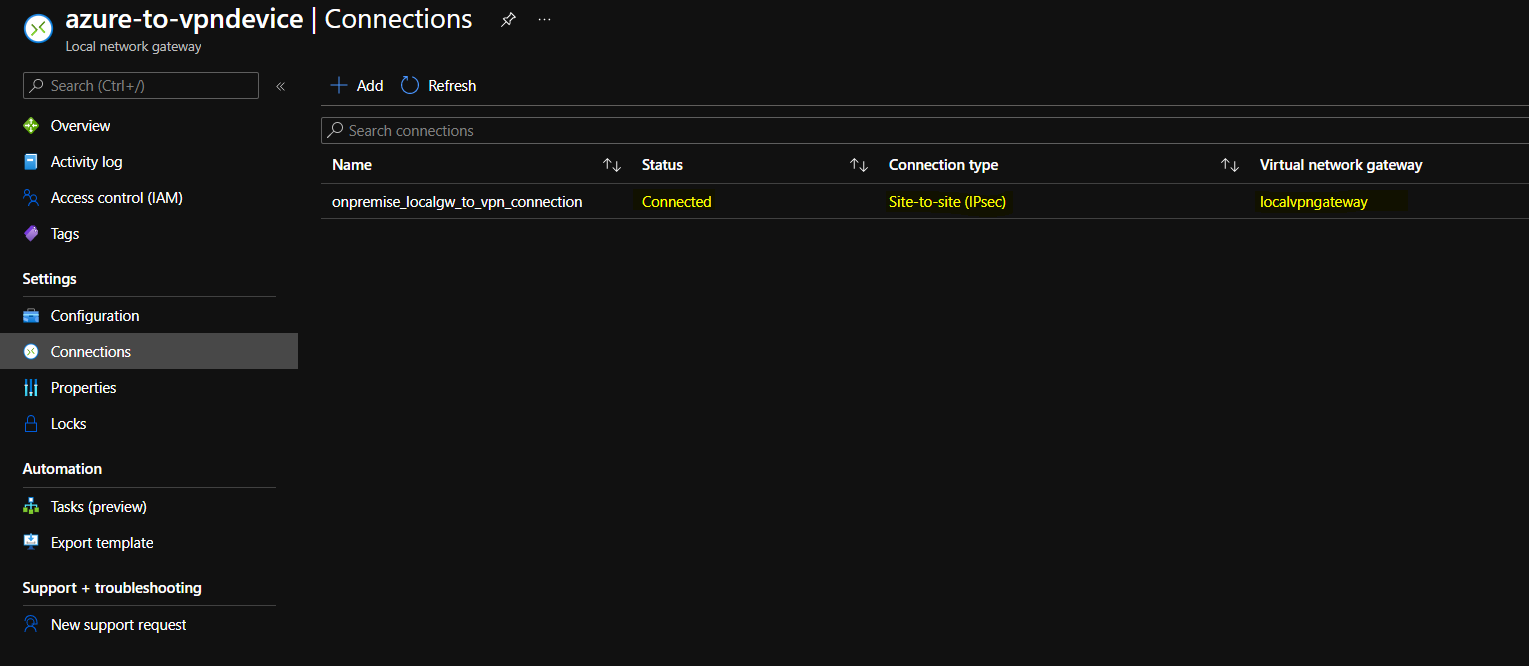 azure-to-vpndevice | Connections ...
Local network gateway
Search (Ctrl+/)
«
Overview
Activity log
Access control (IAM)
Tags
Settings
Configuration
Connections
Properties
Locks
Automation
Tasks (preview)
Export template
Support + troubleshooting
New support request
Add Refresh
Search connections
Name Status Connection type Virtual network gateway
onpremise_localgw_to_vpn_connection Connected Site-to-site (IPsec) localvpngateway